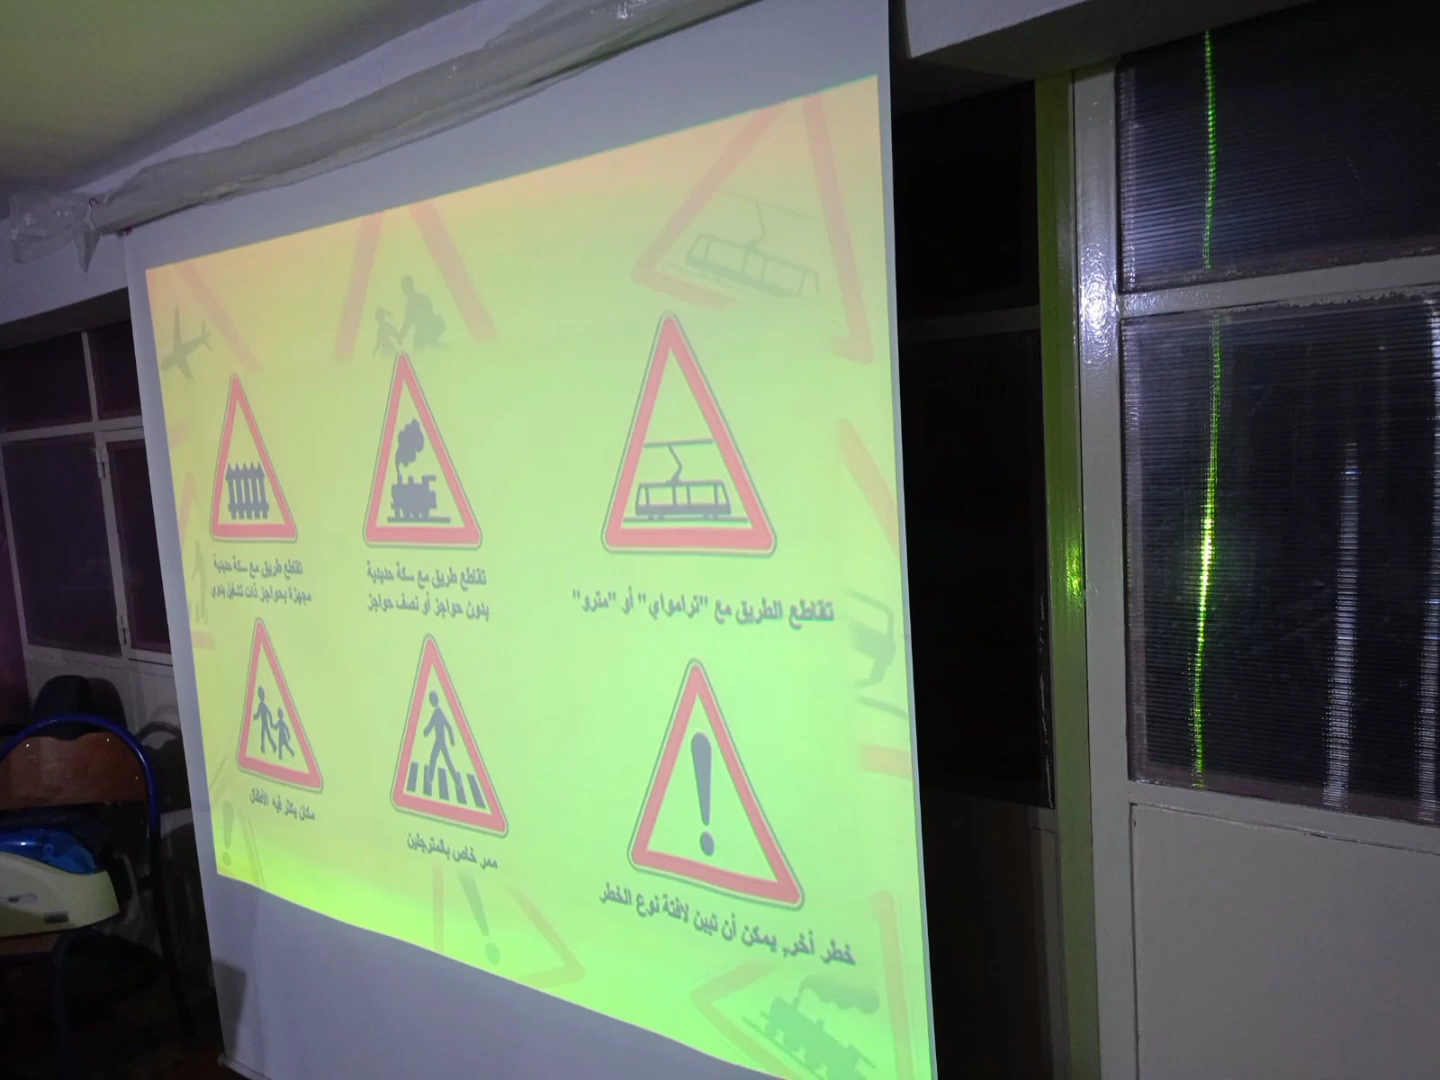 تقاطع الطريق مع "ترامواي" أو "مترو"
تقاطع طريق مع سكة حديدية
بدون حواجز أو نصف حواجز
تقاطع طريق مع سكة حديدية
مجهزة بحواجز ذات تشغيل يدوي
خطر أخر, يمكن أن تبين لافتة نوع الخطر
ممر خاص بالمترجلين
مكان يكثر فيه الأطفال